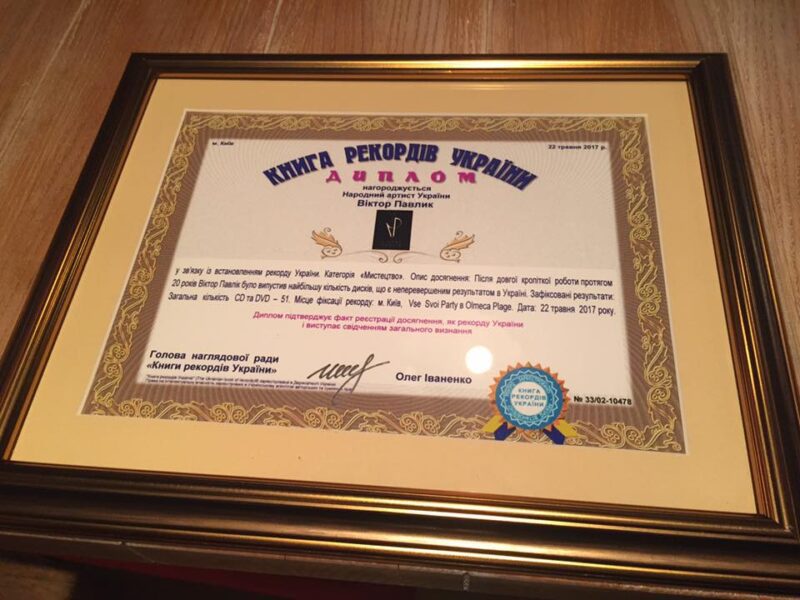 м. Київ
22 травня 2017 р.
КНИГА РЕКОРДІВ УКРАЇНИ
ДИПЛОМ
нагороджується
Народний артист України
Віктор Павлик
у зв'язку із встановленням рекорду України. Категорія «Мистецтво». Опис досягнення: Після довгої кропіткої роботи протягом
20 років Віктор Павлік було випустив найбільшу кількість дисків, що є неперевершеним результатом в Україні. Зафіксовані результати:
Загальна кількість CD та DVD – 51. Місце фіксації рекорду: м. Київ, Vse Svoi Party в Olmeca Plage. Дата: 22 травня 2017 року.
Диплом підтверджує факт реєстрації досягнення, як рекорду України
і виступає свідченням загального визнання
Голова наглядової ради
«Книги рекордів України»
Олег Іваненко
КНИГА
РЕКОРДІВ
УКРАЇНИ
№ 33/02-10478